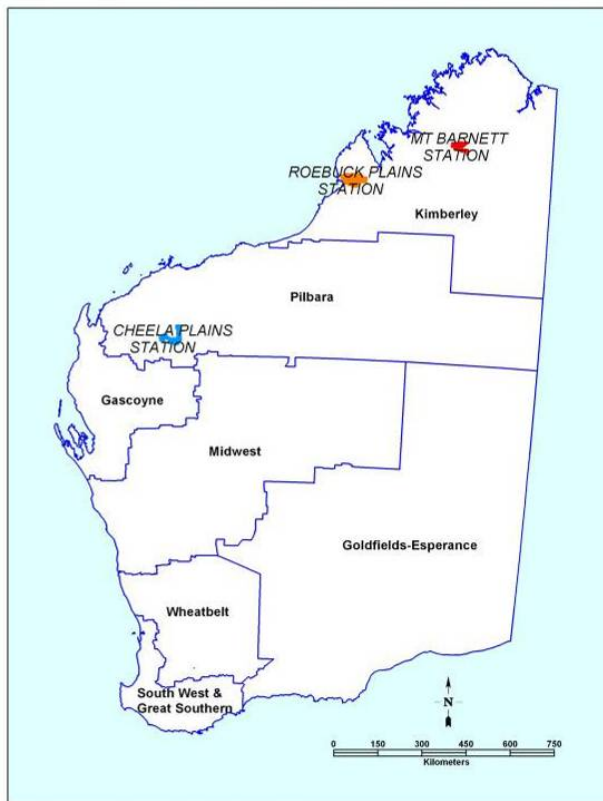 MT BARNETT
STATION
ROEBUCK PLAINS
STATION
Kimberley
Pilbara
CHEELA PLAINS
STATION
Gascoyne
Midwest
Goldfields-Esperance
Wheatbelt
South West &
Great Southern
N
0 150 300 450 600 750
Kilometers